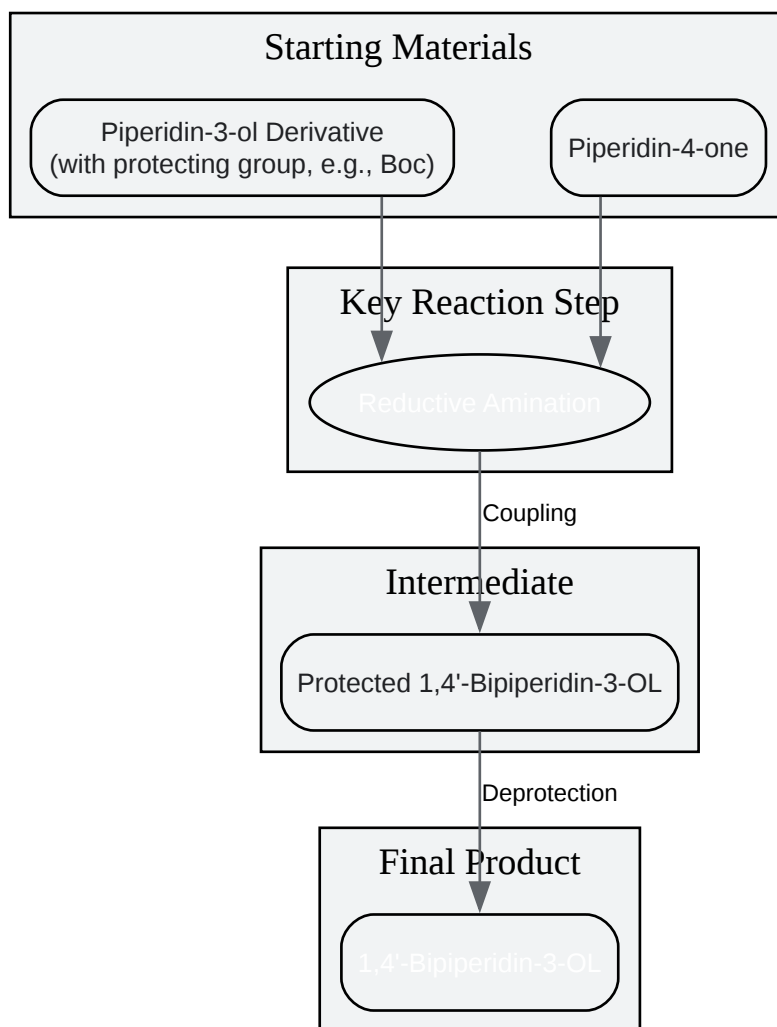 Starting Materials
Piperidin-3-ol Derivative
(with protecting group, e.g., Boc)
Piperidin-4-one
Key Reaction Step
Reductive Amination
Coupling
Intermediate
Protected 1,4'-Bipiperidin-3-OL
Deprotection
Final Product
1,4'-Bipiperidin-3-OL